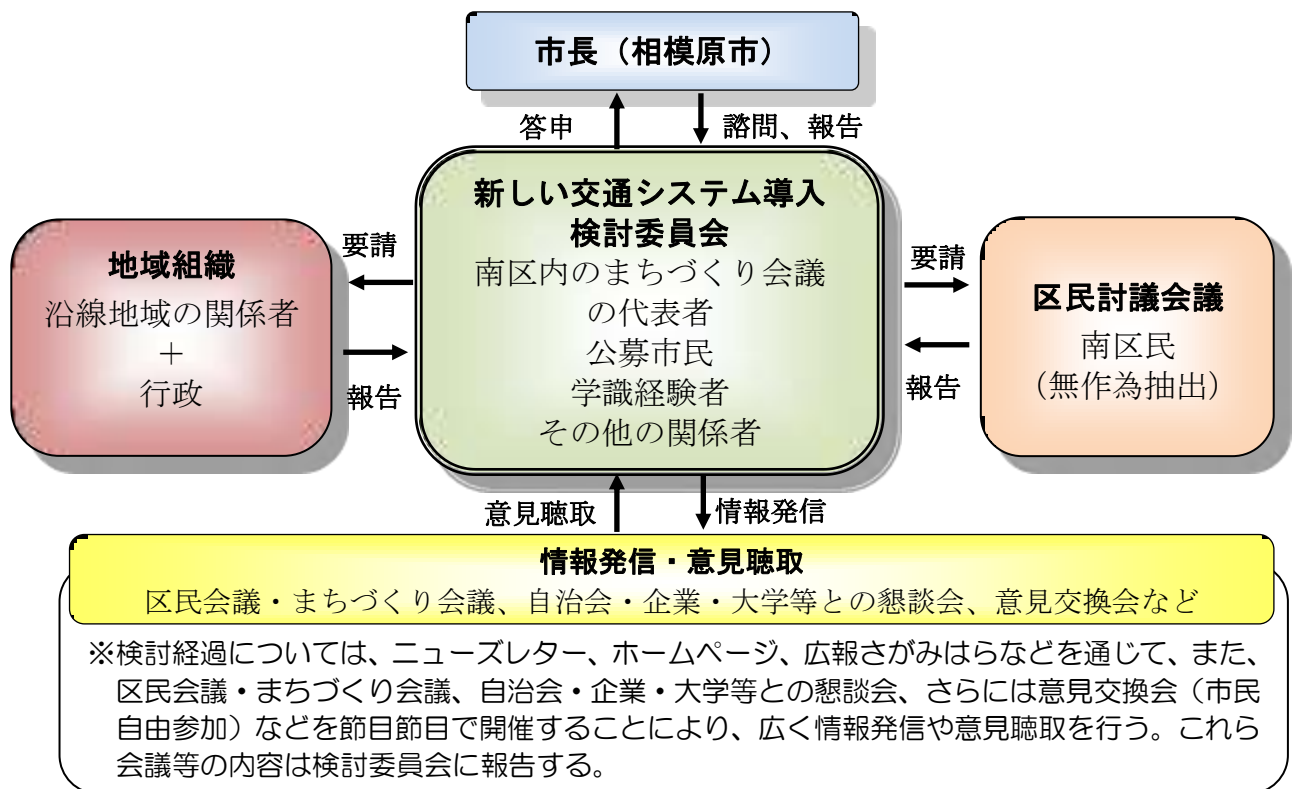 市長（相模原市）
答申
諮問、報告
新しい交通システム導入
検討委員会
南区内のまちづくり会議
の代表者
公募市民
学識経験者
その他の関係者
地域組織
沿線地域の関係者
＋
行政
要請
報告
要請
報告
区民討議会議
南区民
（無作為抽出）
意見聴取
情報発信
情報発信・意見聴取
区民会議・まちづくり会議、自治会・企業・大学等との懇談会、意見交換会など
※検討経過については、ニューズレター、ホームページ、広報さがみはらなどを通じて、また、
区民会議・まちづくり会議、自治会・企業・大学等との懇談会、さらには意見交換会（市民
自由参加）などを節目節目で開催することにより、広く情報発信や意見聴取を行う。これら
会議等の内容は検討委員会に報告する。